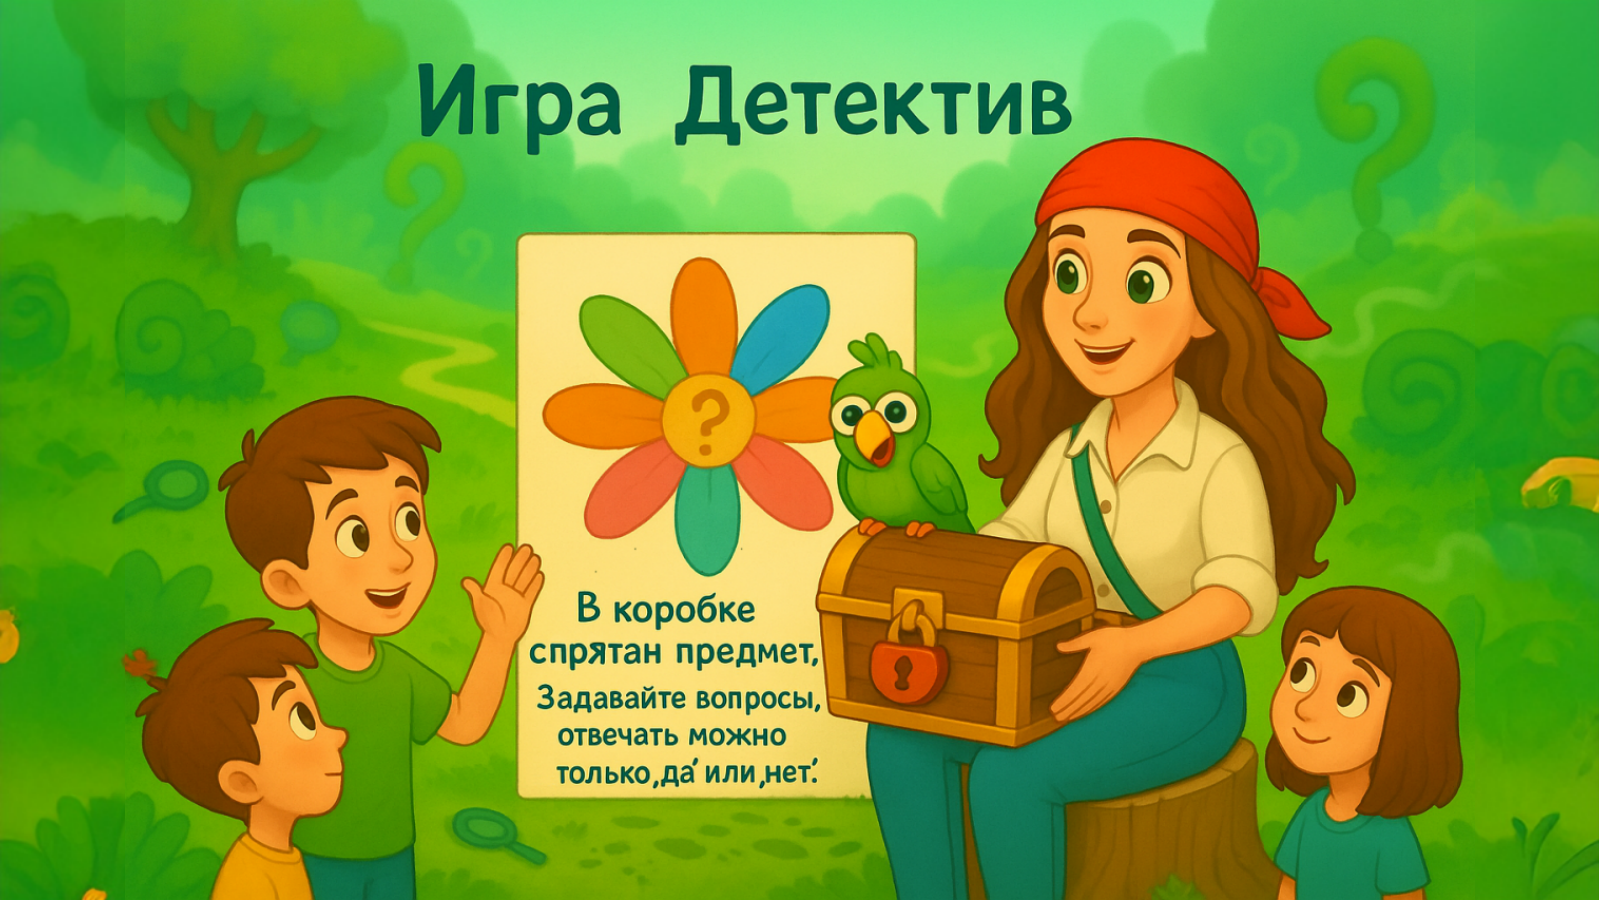 Игра Детектив
?
В коробке
спрятан предмет,
Задавайте вопросы,
отвечать можно
только‚да‘ или‚нет‘.